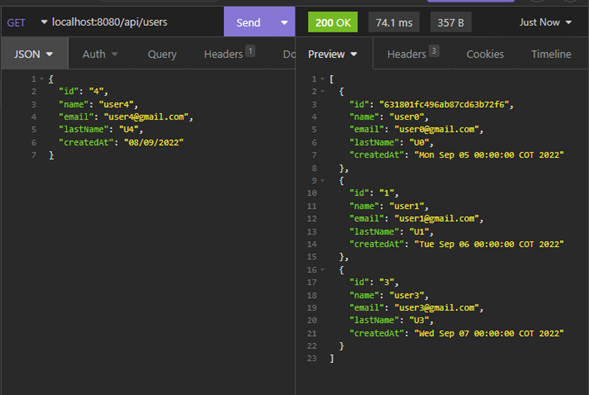 GET localhost:8080/api/users Send 200 OK 74.1 ms 357 B Just Now
JSON Auth Query Headers 1 Do Preview Headers 3 Cookies Timeline
1 {
2 "id": "4",
3 "name": "user4",
4 "email": "user4@gmail.com",
5 "lastName": "U4",
6 "createdAt": "08/09/2022"
7 }
1 [
2 {
3 "id": "631801fc496ab87cd63b72f6",
4 "name": "user0",
5 "email": "user0@gmail.com",
6 "lastName": "U0",
7 "createdAt": "Mon Sep 05 00:00:00 COT 2022"
8 },
9 {
10 "id": "1",
11 "name": "user1",
12 "email": "user1@gmail.com",
13 "lastName": "U1",
14 "createdAt": "Tue Sep 06 00:00:00 COT 2022"
15 },
16 {
17 "id": "3",
18 "name": "user3",
19 "email": "user3@gmail.com",
20 "lastName": "U3",
21 "createdAt": "Wed Sep 07 00:00:00 COT 2022"
22 }
23 ]